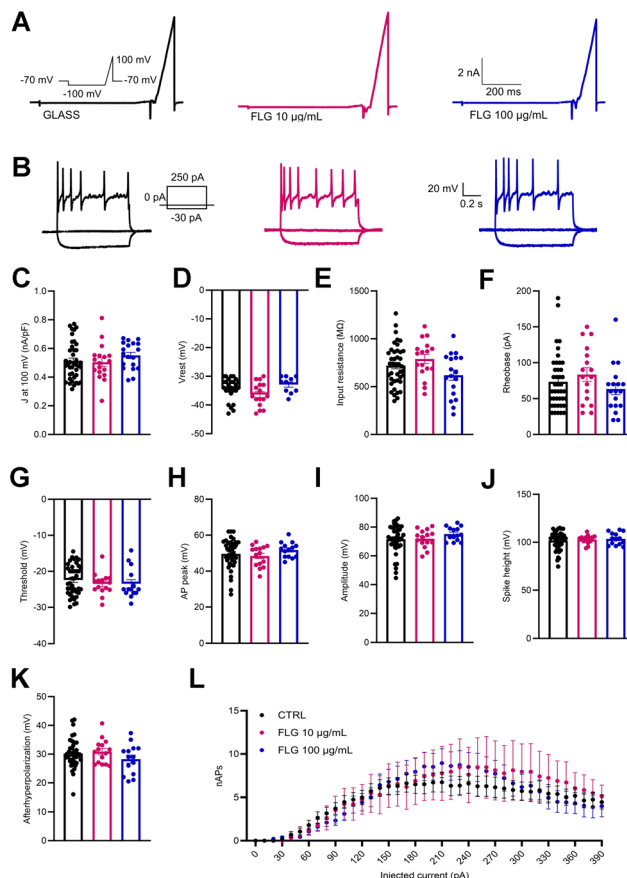 A
100 mV
-70 mV
-70 mV
-100 mV
GLASS
FLG 10 µg/mL
FLG 100 µg/mL
2 nA
200 ms
B
250 pA
0 pA
-30 pA
20 mV
0.2 s
C
J at 100 mV (nA/pF)
1.0
0.8
0.6
0.4
0.2
0.0
D
Vrest (mV)
0
-10
-20
-30
-40
-50
E
Input resistance (MΩ)
1500
1000
500
0
F
Rheobase (pA)
200
150
100
50
0
G
Threshold (mV)
0
-10
-20
-30
-40
H
AP peak (mV)
80
60
40
20
0
I
Amplitude (mV)
100
80
60
40
20
0
J
Spike height (mV)
150
100
50
0
K
Afterhyperpolarization (mV)
50
40
30
20
10
0
L
nAPs
15
10
5
0
CTRL
FLG 10 µg/mL
FLG 100 µg/mL
0 30 60 90 120 150 180 210 240 270 300 330 360 390
Injected current (pA)